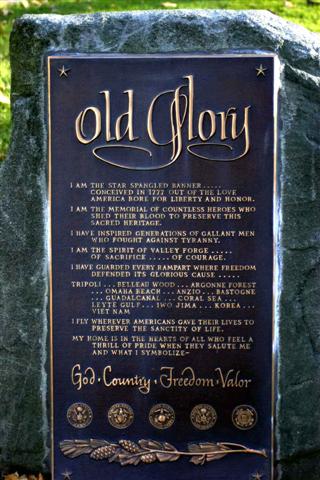 Old Glory
I AM THE STAR SPANGLED BANNER.....
CONCEIVED IN 1777 OUT OF THE LOVE
AMERICA BORE FOR LIBERTY AND HONOR.
I AM THE MEMORIAL OF COUNTLESS HEROES WHO
SHED THEIR BLOOD TO PRESERVE THIS
SACRED HERITAGE.
I HAVE INSPIRED GENERATIONS OF GALLANT MEN
WHO FOUGHT AGAINST TYRANNY.
I AM THE SPIRIT OF VALLEY FORGE .....
OF SACRIFICE ..... OF COURAGE.
I HAVE GUARDED EVERY RAMPART WHERE FREEDOM
DEFENDED ITS GLORIOUS CAUSE .....
TRIPOLI ... BELLEAU WOOD ... ARGONNE FOREST
... OMAHA BEACH ... ANZIO ... BASTOGNE
... GUADALCANAL ... CORAL SEA ...
LEYTE GULF ... IWO JIMA ... KOREA ...
VIET NAM
I FLY WHEREVER AMERICANS GAVE THEIR LIVES TO
PRESERVE THE SANCTITY OF LIFE.
MY HOME IS IN THE HEARTS OF ALL WHO FEEL A
THRILL OF PRIDE WHEN THEY SALUTE ME
AND WHAT I SYMBOLIZE~
God · Country · Freedom · Valor